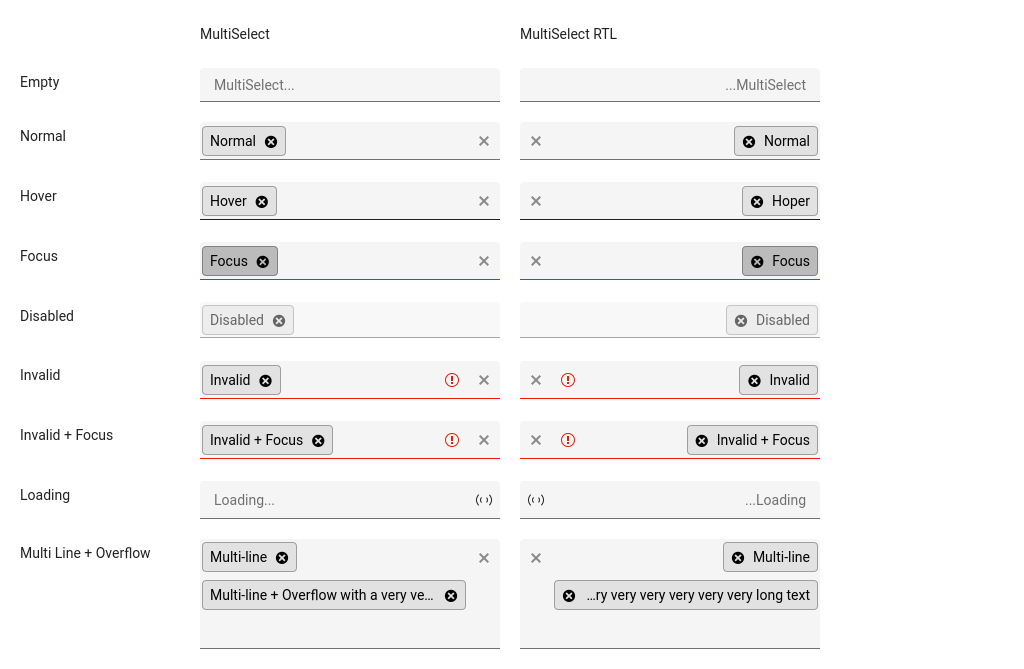 MultiSelect MultiSelect RTL
Empty MultiSelect... ...MultiSelect
Normal Normal Normal
Hover Hover Hoper
Focus Focus Focus
Disabled Disabled Disabled
Invalid Invalid Invalid
Invalid + Focus Invalid + Focus Invalid + Focus
Loading Loading... ...Loading
Multi Line + Overflow Multi-line Multi-line
Multi-line + Overflow with a very ve... ...ry very very very very very long text